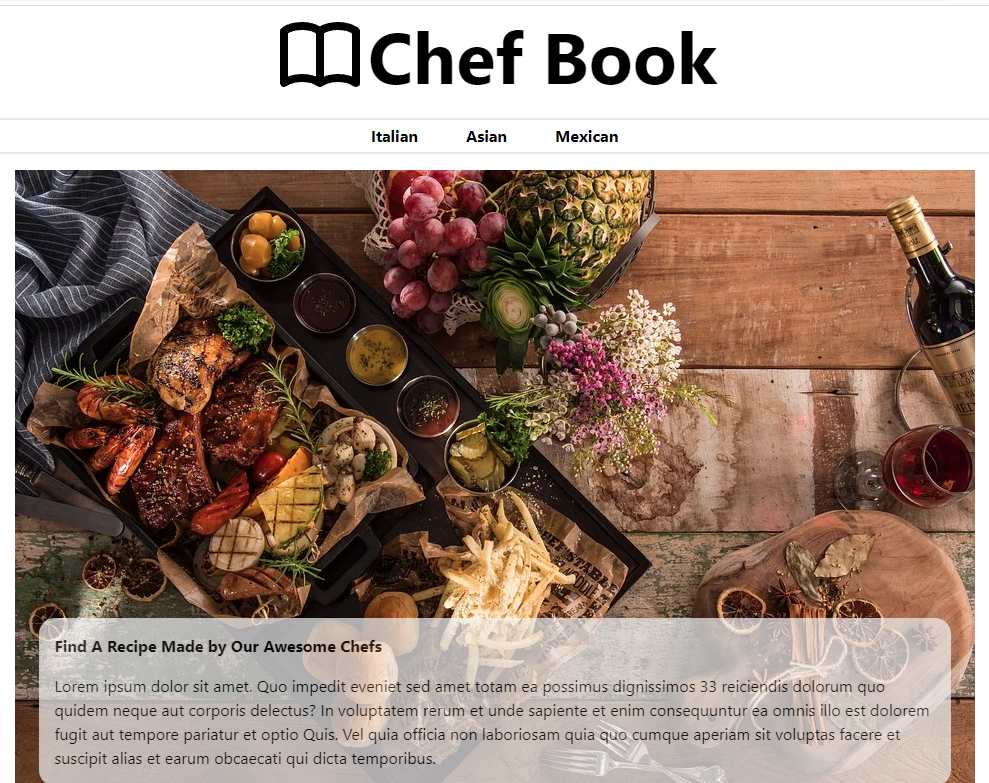 Chef Book
Italian Asian Mexican
Find A Recipe Made by Our Awesome Chefs
Lorem ipsum dolor sit amet. Quo impedit eveniet sed amet totam ea possimus dignissimos 33 reiciendis dolorum quo
quidem neque aut corporis delectus? In voluptatem rerum et unde sapiente et enim consequuntur ea omnis illo est dolorem
fugit aut tempore pariatur et optio Quis. Vel quia officia non laboriosam quia quo cumque aperiam sit voluptas facere et
suscipit alias et earum obcaecati qui dicta temporibus.